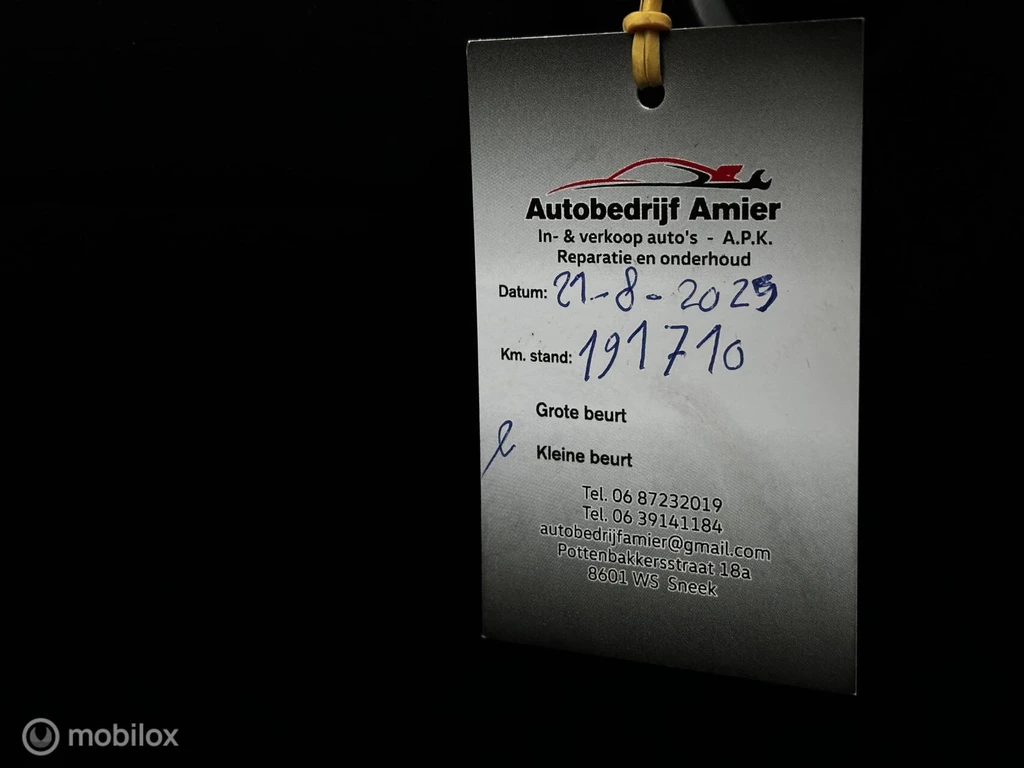 Autobedrijf Amier
In- & verkoop auto's - A.P.K.
Reparatie en onderhoud
Datum: 21-8-2025
Km. stand: 191710
Grote beurt
Kleine beurt
Tel. 06 87232019
Tel. 06 39141184
autobedrijfamier@gmail.com
Pottenbakkersstraat 18a
8601 WS Sneek
mobilox